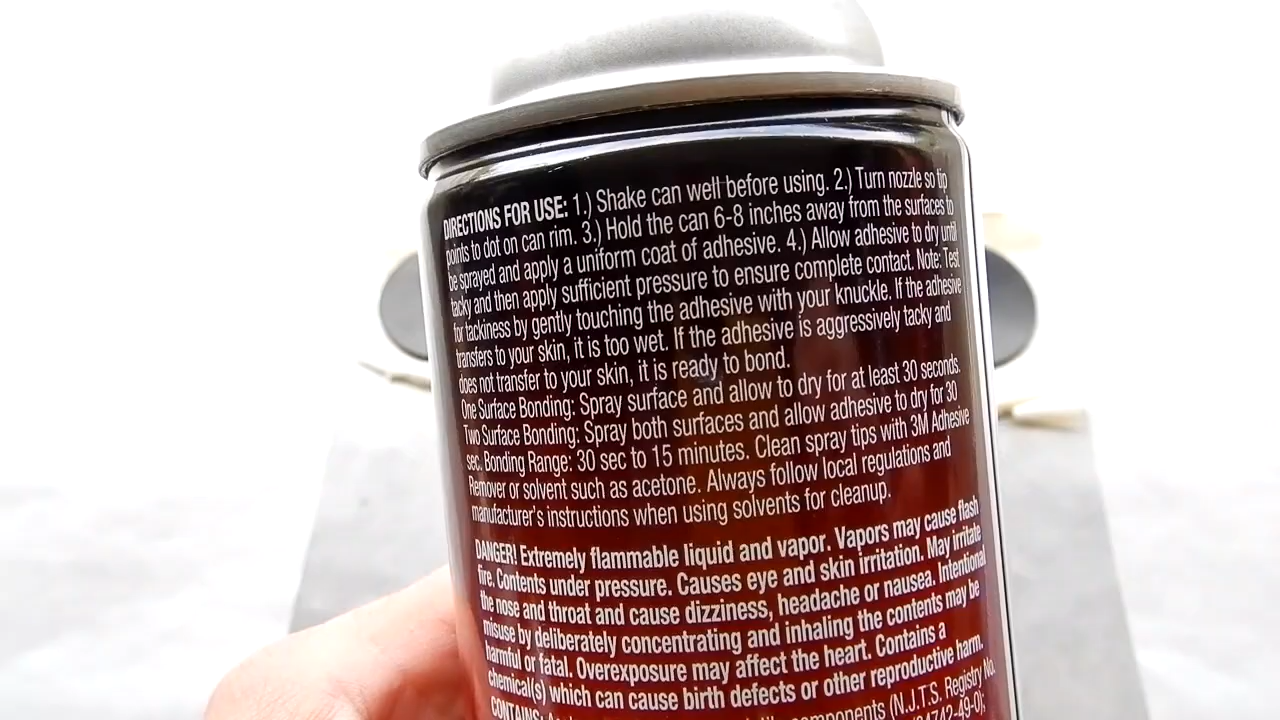 DIRECTIONS FOR USE: 1.) Shake can well before using. 2.) Turn nozzle so tip
points to dot on can rim. 3.) Hold the can 6-8 inches away from the surfaces to
be sprayed and apply a uniform coat of adhesive. 4.) Allow adhesive to dry until
tacky and then apply sufficient pressure to ensure complete contact. Note: Test
for tackiness by gently touching the adhesive with your knuckle. If the adhesive
transfers to your skin, it is too wet. If the adhesive is aggressively tacky and
does not transfer to your skin, it is ready to bond.
One Surface Bonding: Spray surface and allow to dry for at least 30 seconds.
Two Surface Bonding: Spray both surfaces and allow adhesive to dry for 30
sec. Bonding Range: 30 sec to 15 minutes. Clean spray tips with 3M Adhesive
Remover or solvent such as acetone. Always follow local regulations and
manufacturer's instructions when using solvents for cleanup.
DANGER! Extremely flammable liquid and vapor. Vapors may cause flash
fire. Contents under pressure. Causes eye and skin irritation. May irritate
the nose and throat and cause dizziness, headache or nausea. Intentional
misuse by deliberately concentrating and inhaling the contents may be
harmful or fatal. Overexposure may affect the heart. Contains a
chemical(s) which can cause birth defects or other reproductive harm.
CONTAINS: components (N.J.T.S. Registry No.